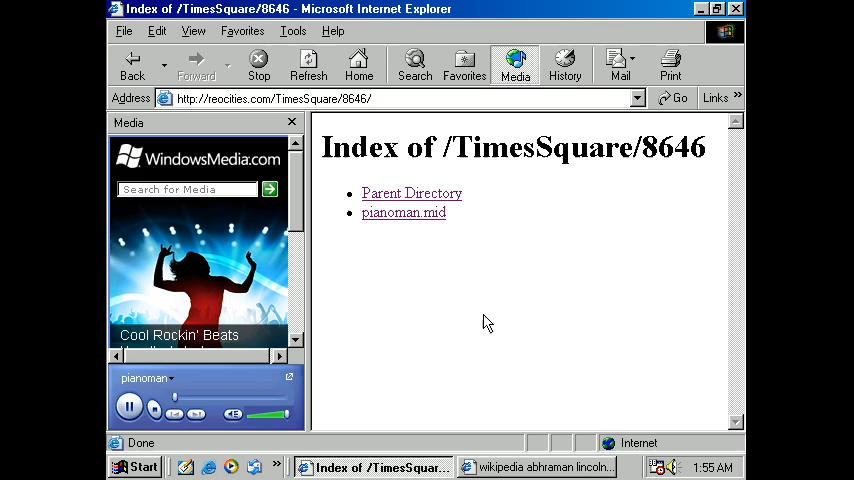 Index of /TimesSquare/8646 - Microsoft Internet Explorer
File Edit View Favorites Tools Help
Back Forward Stop Refresh Home Search Favorites Media History Mail Print
Address http://reocities.com/TimesSquare/8646/ Go Links »
Media
WindowsMedia.com
Search for Media
Cool Rockin' Beats
pianoman
Index of /TimesSquare/8646
Parent Directory
pianoman.mid
Done Internet
Start » Index of /TimesSquar... wikipedia abhraman lincoln... 1:55 AM